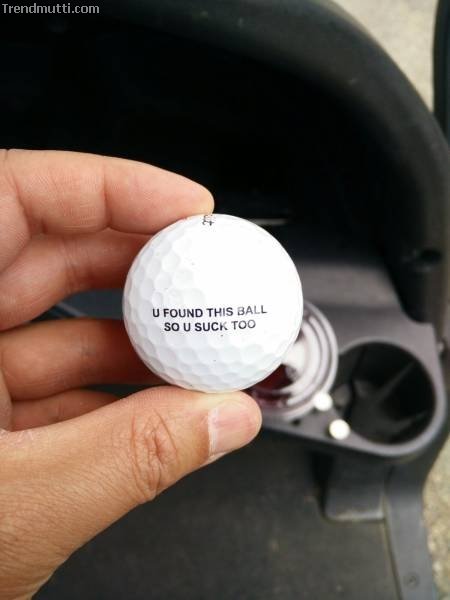 Trendmutti.com
U FOUND THIS BALL
SO U SUCK TOO